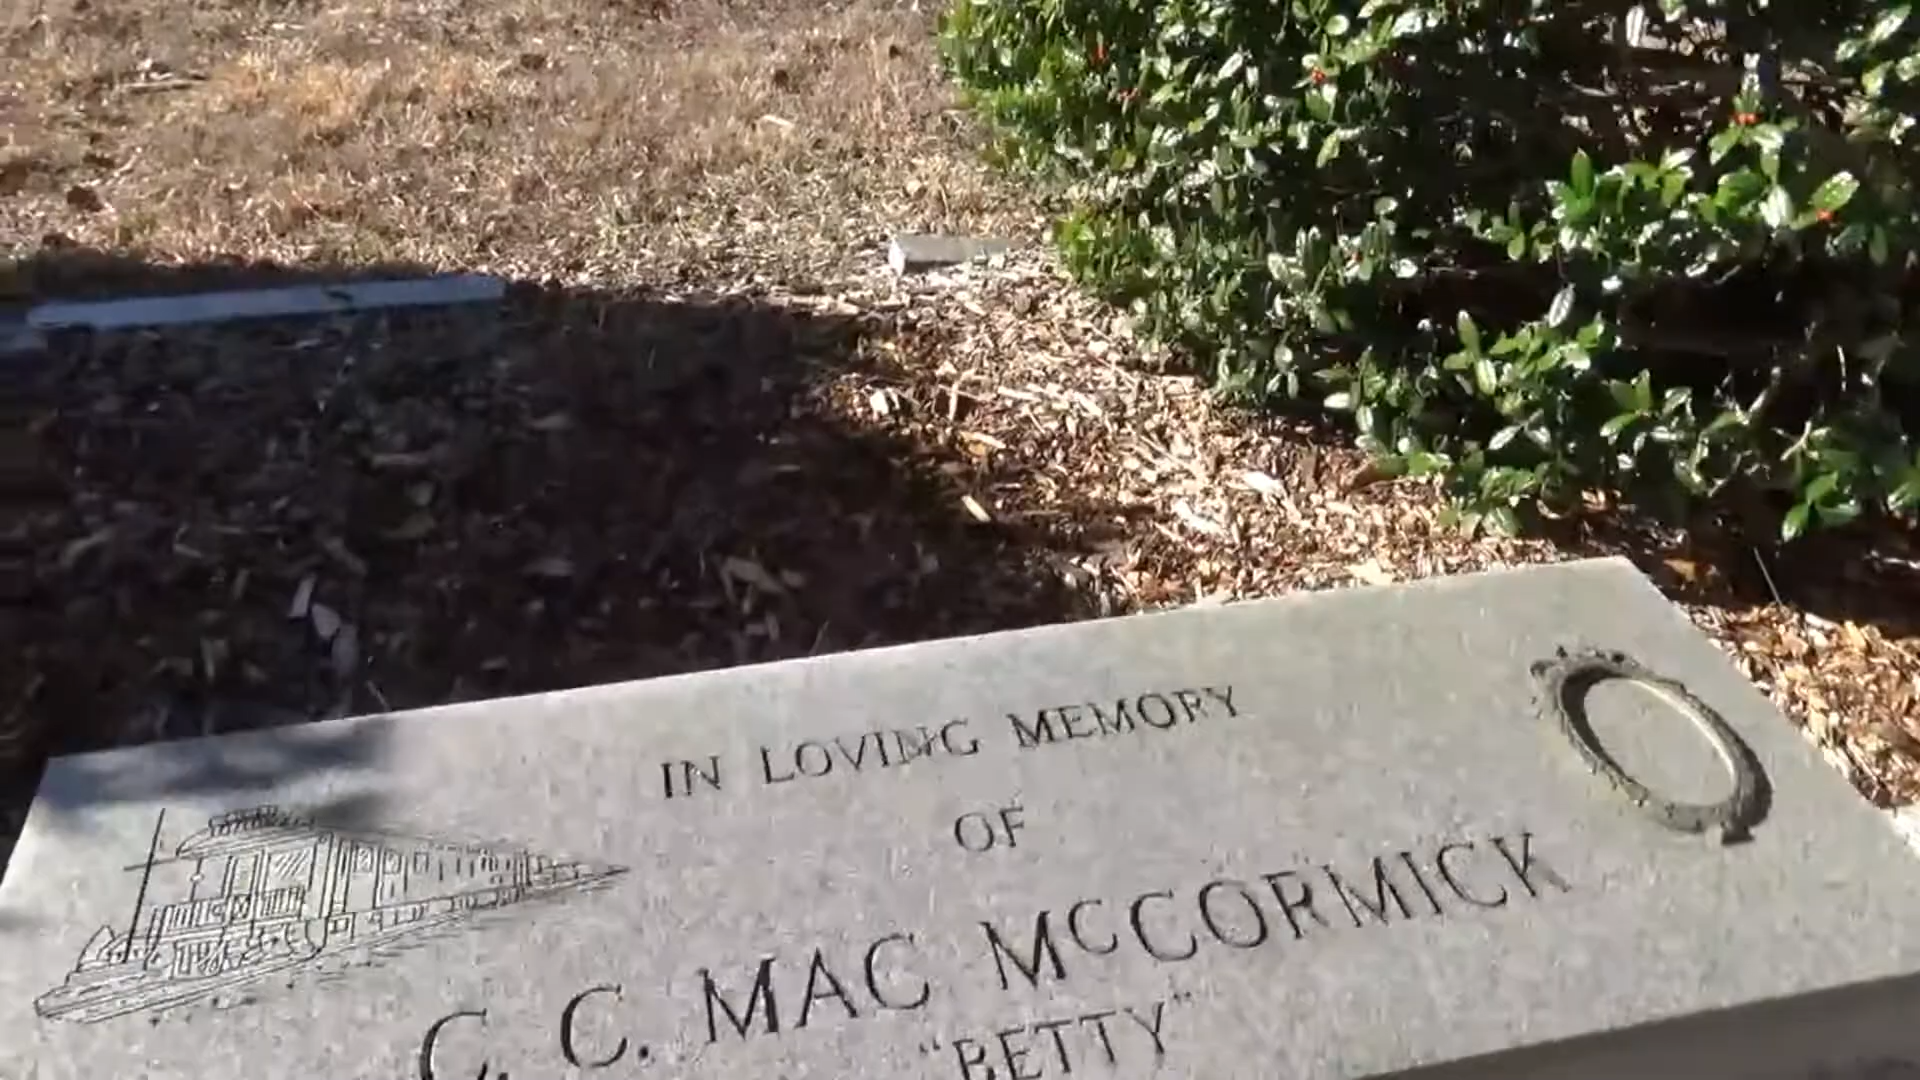 IN LOVING MEMORY
OF
C. C. MAC McCORMICK
"BETTY"